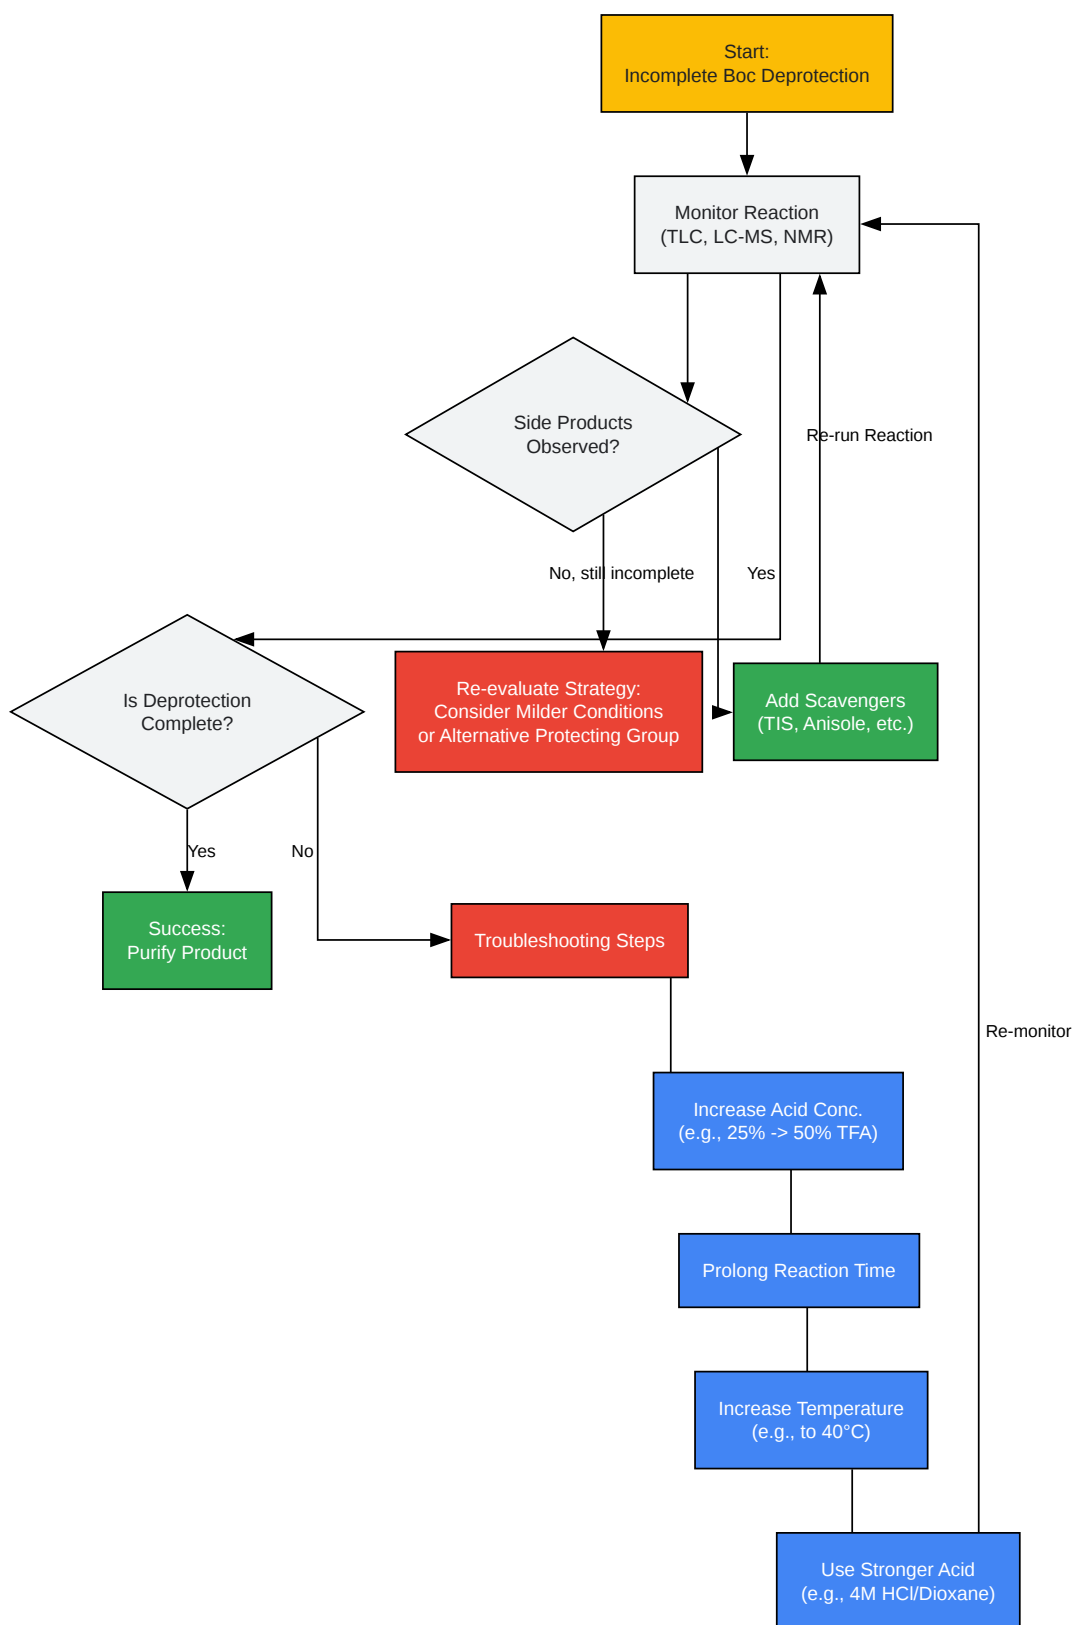 Start:
Incomplete Boc Deprotection
Monitor Reaction
(TLC, LC-MS, NMR)
Side Products
Observed?
Re-run Reaction
No, still incomplete
Yes
Is Deprotection
Complete?
Re-evaluate Strategy:
Consider Milder Conditions
or Alternative Protecting Group
Add Scavengers
(TIS, Anisole, etc.)
Yes
No
Success:
Purify Product
Troubleshooting Steps
Re-monitor
Increase Acid Conc.
(e.g., 25% -> 50% TFA)
Prolong Reaction Time
Increase Temperature
(e.g., to 40°C)
Use Stronger Acid
(e.g., 4M HCl/Dioxane)